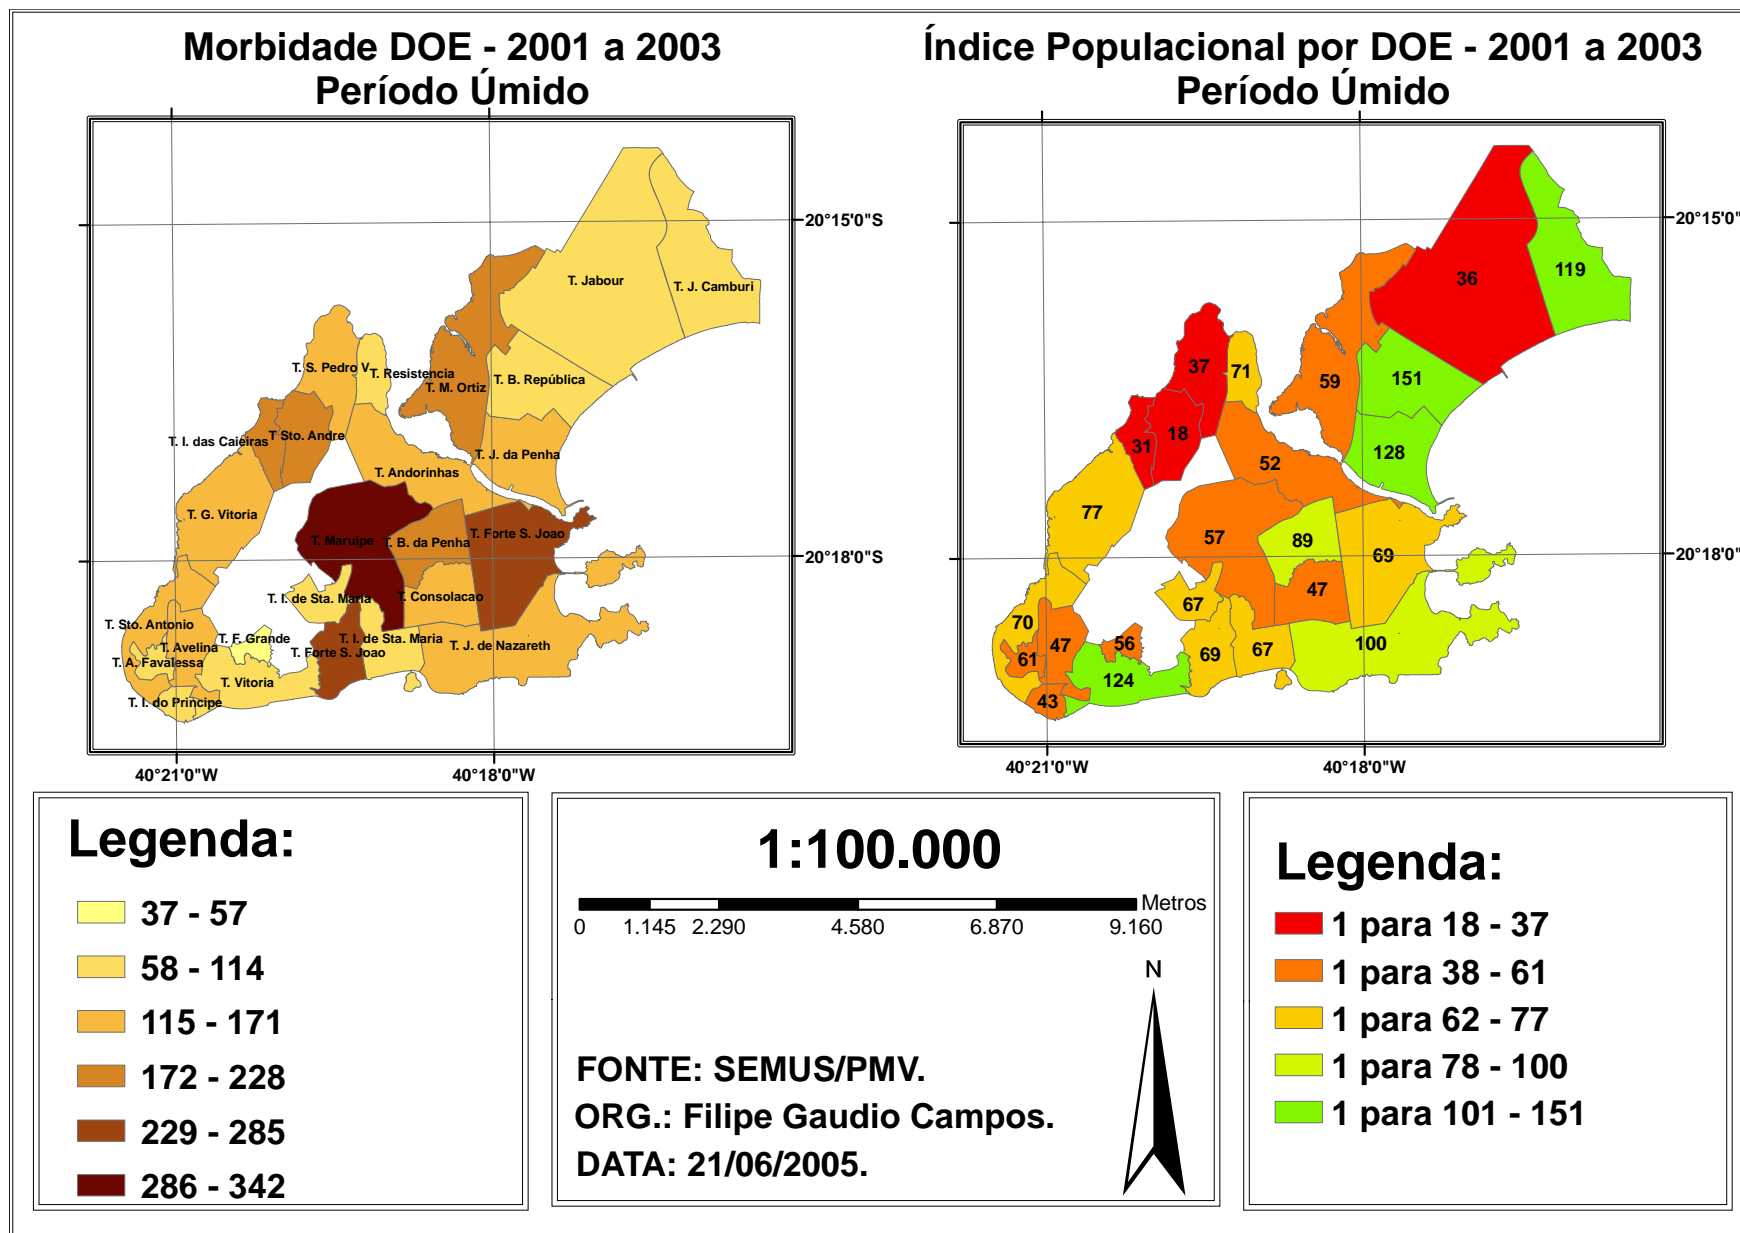 Morbidade DOE - 2001 a 2003
Período Úmido
T. Jabour
T. J. Camburi
T. S. Pedro V
T. Resistencia
T. M. Ortiz
T. B. República
T. I. das Caieiras
T Sto. Andre
T. J. da Penha
T. Andorinhas
T. G. Vitoria
T. Maruipe
T. B. da Penha
T. Forte S. Joao
T. I. de Sta. Maria
T. Consolacao
T. Sto. Antonio
T. F. Grande
T. I. de Sta. Maria
T. Avelina
T. Forte S. Joao
T. J. de Nazareth
T. A. Favalessa
T. Vitoria
T. I. do Principe
20°15'0"S
20°18'0"S
40°21'0"W
40°18'0"W
Índice Populacional por DOE - 2001 a 2003
Período Úmido
36
119
37
71
59
151
31
18
128
52
77
57
89
69
47
67
70
47
56
69
67
100
61
124
43
20°15'0"
20°18'0"
40°21'0"W
40°18'0"W
Legenda:
37 - 57
58 - 114
115 - 171
172 - 228
229 - 285
286 - 342
1:100.000
Metros
0 1.145 2.290 4.580 6.870 9.160
N
FONTE: SEMUS/PMV.
ORG.: Filipe Gaudio Campos.
DATA: 21/06/2005.
Legenda:
1 para 18 - 37
1 para 38 - 61
1 para 62 - 77
1 para 78 - 100
1 para 101 - 151